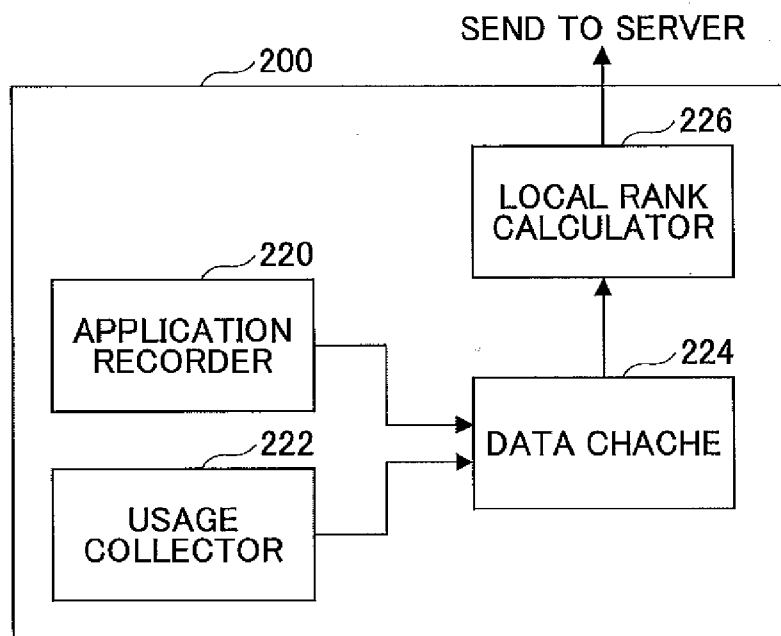 SEND TO SERVER
200
226
LOCAL RANK
CALCULATOR
220
APPLICATION
RECORDER
224
DATA CHACHE
222
USAGE
COLLECTOR